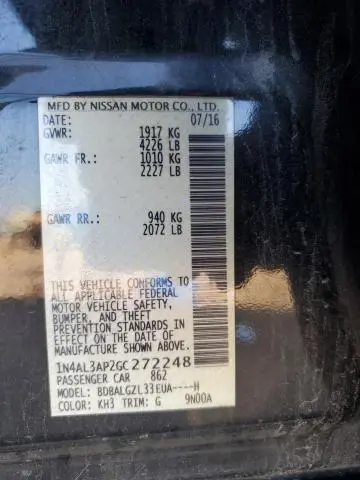 MFD BY NISSAN MOTOR CO., LTD.
DATE: 07/16
GVWR: 1917 KG
4226 LB
GAWR FR.: 1010 KG
2227 LB
GAWR RR.: 940 KG
2072 LB
THIS VEHICLE CONFORMS TO
ALL APPLICABLE FEDERAL
MOTOR VEHICLE SAFETY,
BUMPER, AND THEFT
PREVENTION STANDARDS
IN EFFECT ON THE DATE OF
MANUFACTURE SHOWN ABOVE.
1N4AL3AP2GC272248
PASSENGER CAR 862
MODEL: BDBALGZL33EUA----H
COLOR: KH3 TRIM: G 9N00A